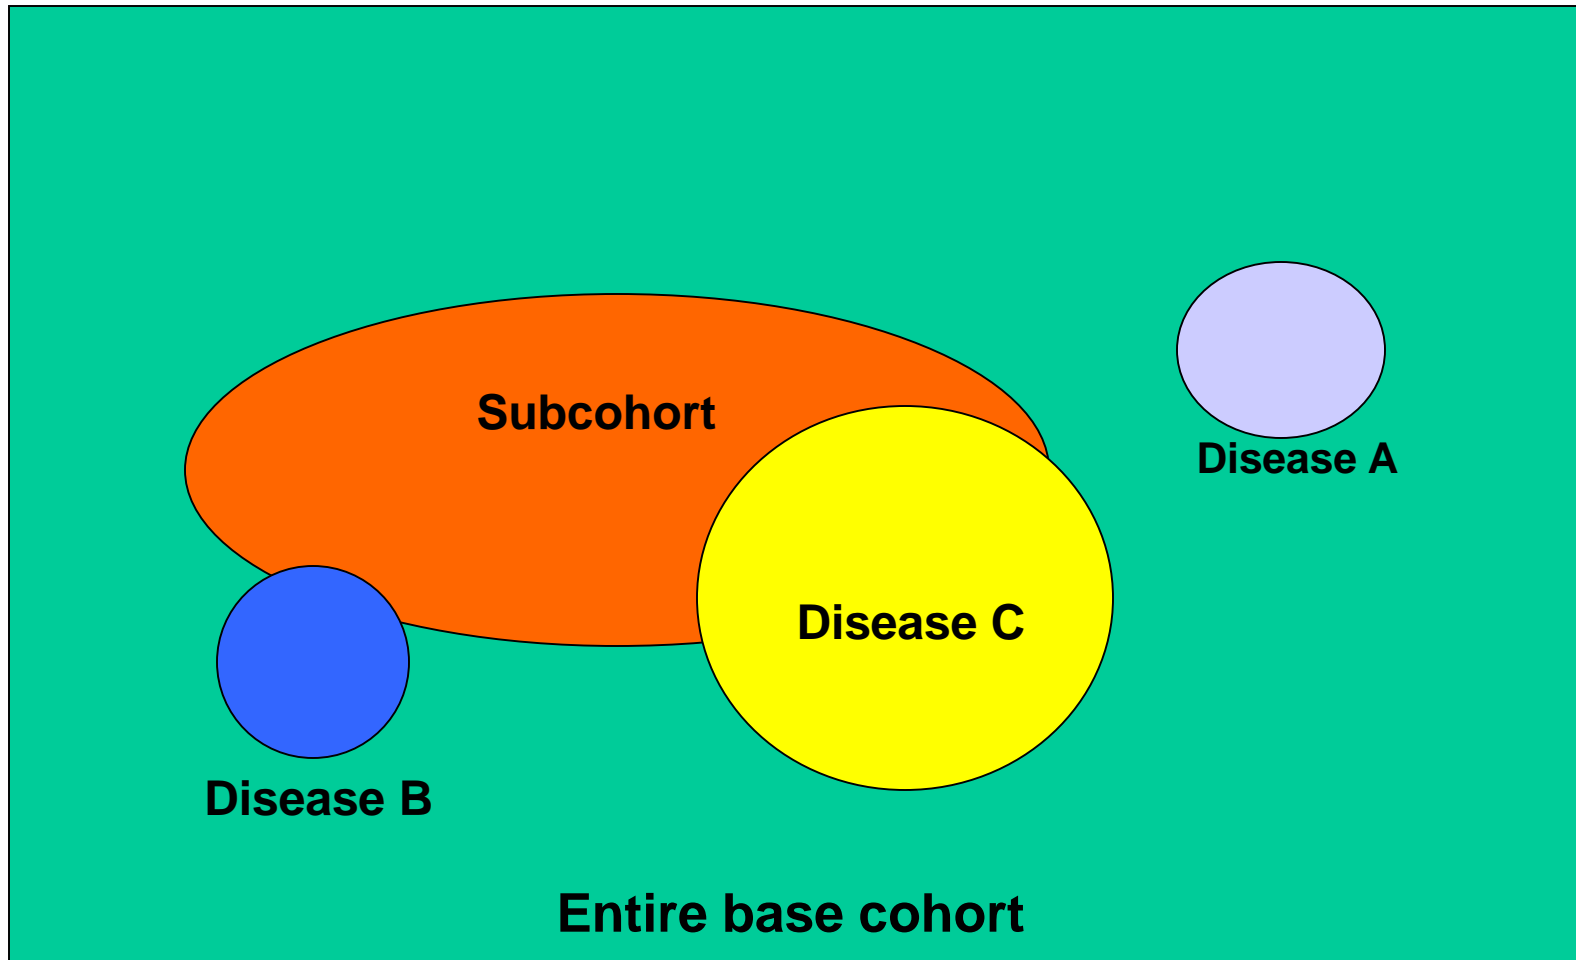 Subcohort
Disease A
Disease C
Disease B
Entire base cohort